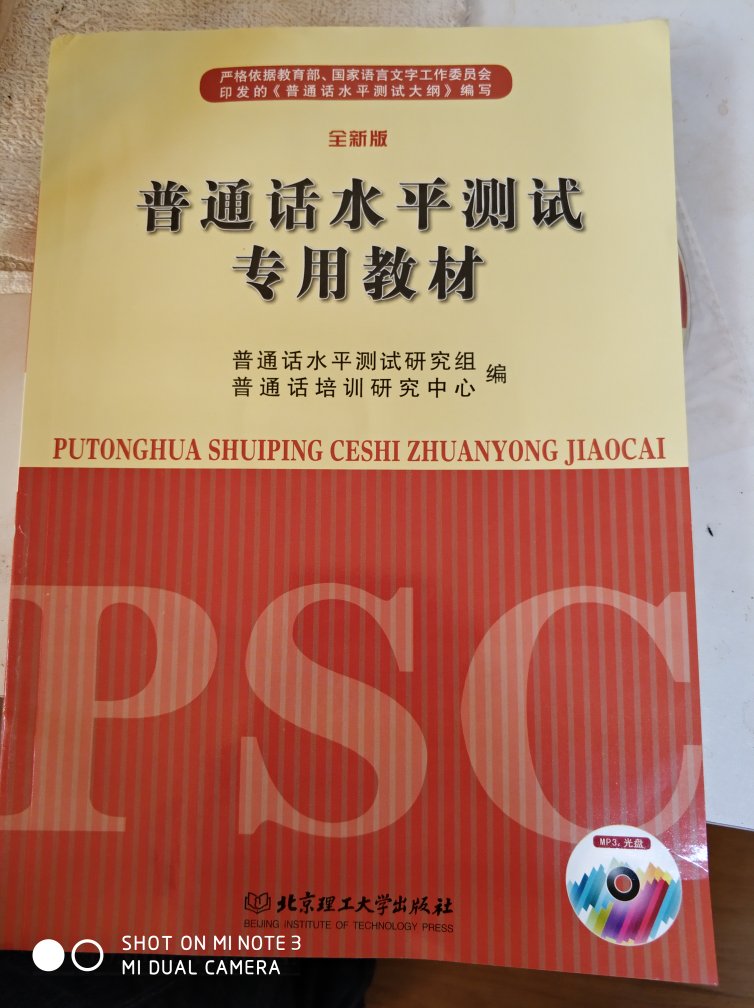 严格依据教育部、国家语言文字工作委员会
印发的《普通话水平测试大纲》编写
全新版
普通话水平测试
专用教材
普通话水平测试研究组
普通话培训研究中心
编
PUTONGHUA SHUIPING CESHI ZHUANYONG JIAOCAI
PSC
MP3，光盘
北京理工大学出版社
BEIJING INSTITUTE OF TECHNOLOGY PRESS
SHOT ON MI NOTE 3
MI DUAL CAMERA